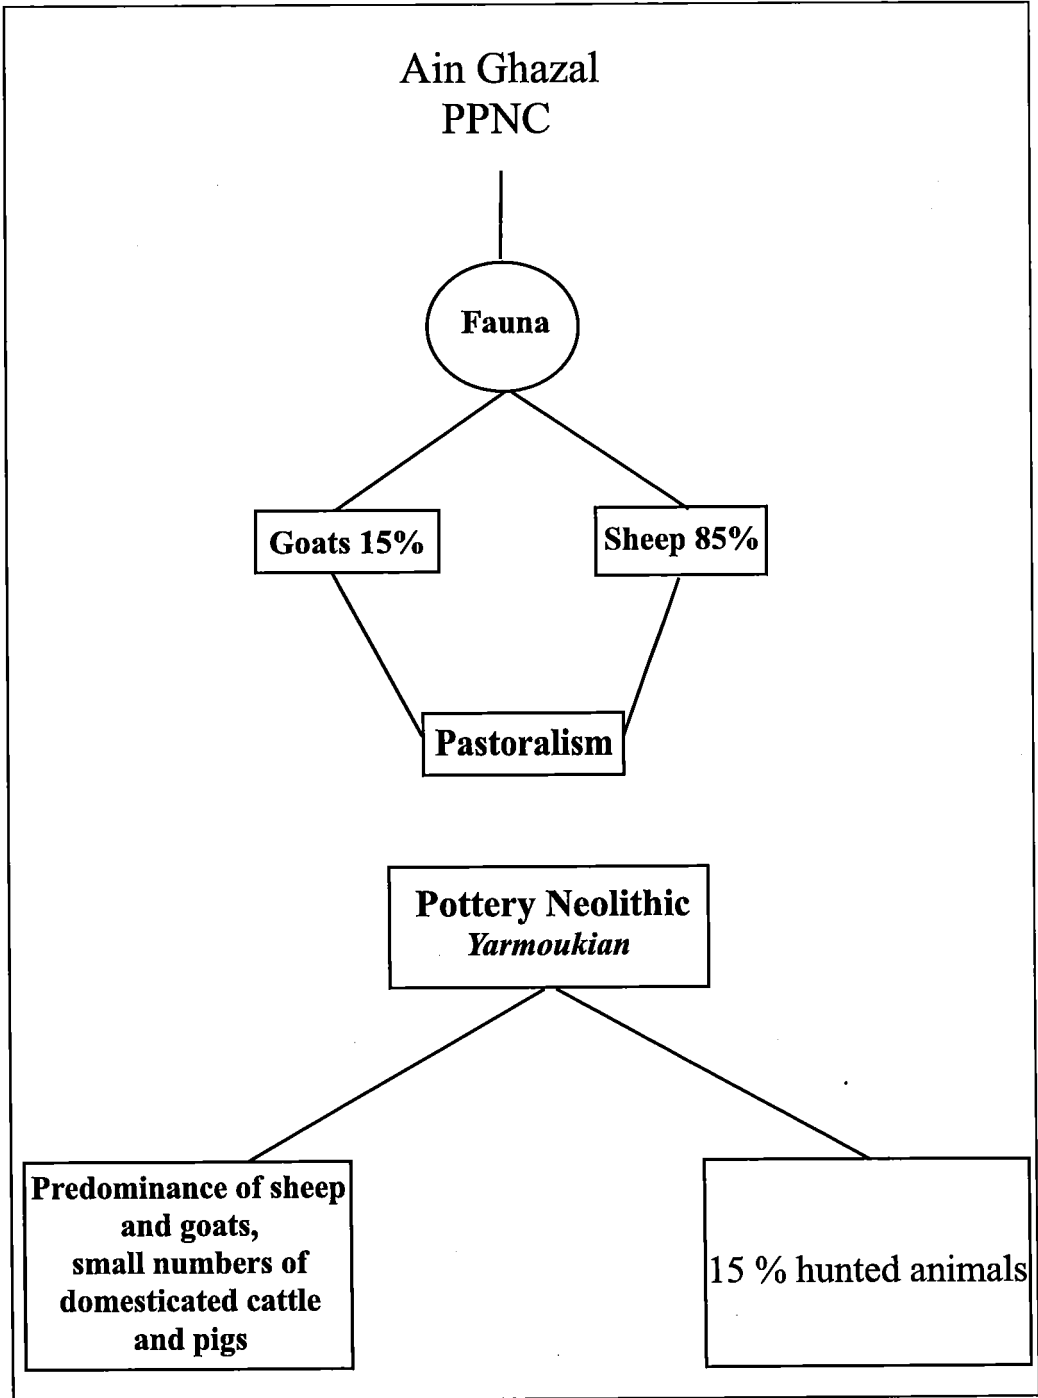 Ain Ghazal
PPNC
Fauna
Goats 15%
Sheep 85%
Pastoralism
Pottery Neolithic
Yarmoukian
Predominance of sheep
and goats,
small numbers of
domesticated cattle
and pigs
15 % hunted animals